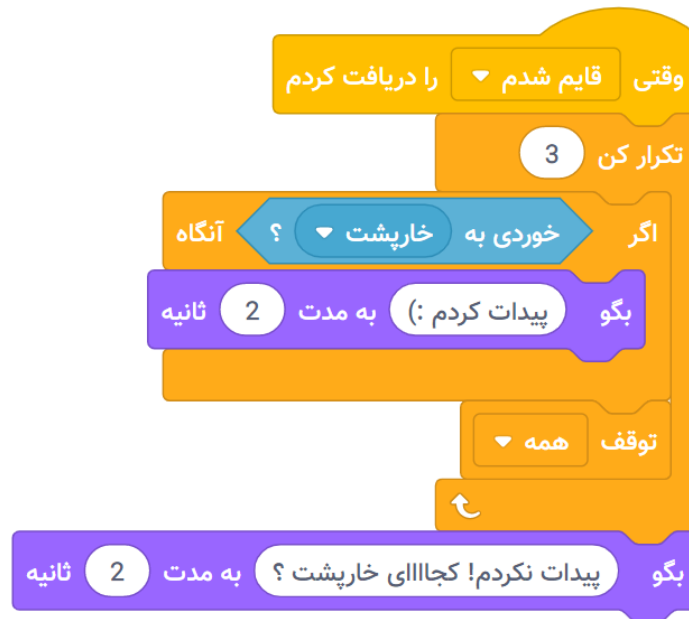 وقتی قایم شدم را دریافت کردم
تکرار کن 3
اگر خوردی به خارپشت ؟ آنگاه
بگو پیدات کردم :) به مدت 2 ثانیه
توقف همه
بگو پیدات نکردم! کجااااای خارپشت ؟ به مدت 2 ثانیه